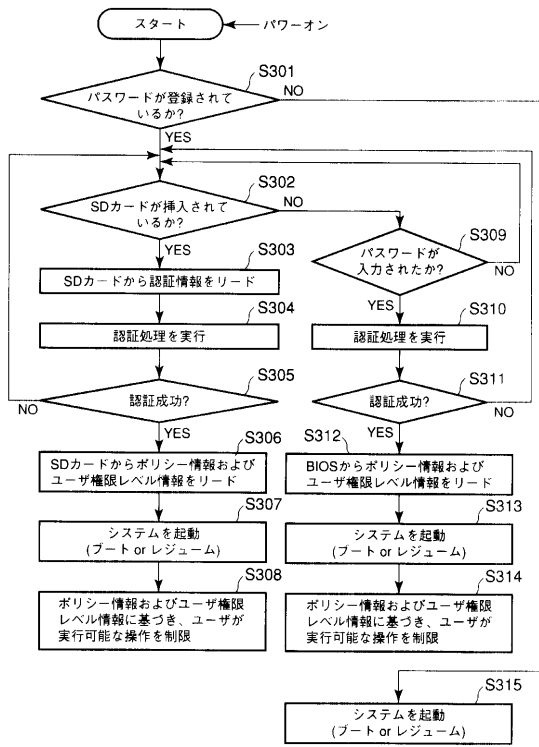 スタート
パワーオン
S301
パスワードが登録されて
いるか?
NO
YES
S302
SDカードが挿入されて
いるか?
NO
YES
S309
パスワードが
入力されたか?
NO
YES
S303
SDカードから認証情報をリード
S304
認証処理を実行
S310
認証処理を実行
S305
認証成功?
NO
YES
S311
認証成功?
NO
YES
S306
SDカードからポリシー情報および
ユーザ権限レベル情報をリード
S312
BIOSからポリシー情報および
ユーザ権限レベル情報をリード
S307
システムを起動
(ブート or レジューム)
S313
システムを起動
(ブート or レジューム)
S308
ポリシー情報およびユーザ権限
レベル情報に基づき、ユーザが
実行可能な操作を制限
S314
ポリシー情報およびユーザ権限
レベル情報に基づき、ユーザが
実行可能な操作を制限
S315
システムを起動
(ブート or レジューム)